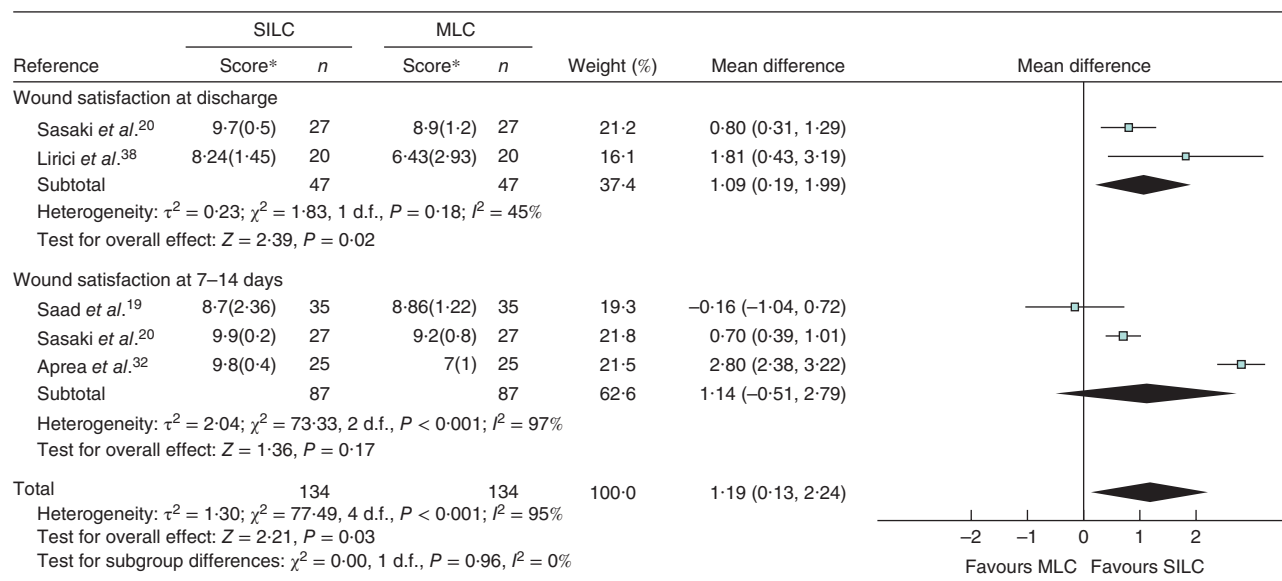 SILC MLC
Reference Score* n Score* n Weight (%) Mean difference Mean difference
Wound satisfaction at discharge
Sasaki et al.20 9·7(0·5) 27 8·9(1·2) 27 21·2 0·80 (0·31, 1·29)
Lirici et al.38 8·24(1·45) 20 6·43(2·93) 20 16·1 1·81 (0·43, 3·19)
Subtotal 47 47 37·4 1·09 (0·19, 1·99)
Heterogeneity: τ2 = 0·23; χ2 = 1·83, 1 d.f., P = 0·18; I2 = 45%
Test for overall effect: Z = 2·39, P = 0·02
Wound satisfaction at 7–14 days
Saad et al.19 8·7(2·36) 35 8·86(1·22) 35 19·3 –0·16 (–1·04, 0·72)
Sasaki et al.20 9·9(0·2) 27 9·2(0·8) 27 21·8 0·70 (0·39, 1·01)
Aprea et al.32 9·8(0·4) 25 7(1) 25 21·5 2·80 (2·38, 3·22)
Subtotal 87 87 62·6 1·14 (–0·51, 2·79)
Heterogeneity: τ2 = 2·04; χ2 = 73·33, 2 d.f., P < 0·001; I2 = 97%
Test for overall effect: Z = 1·36, P = 0·17
Total 134 134 100·0 1·19 (0·13, 2·24)
Heterogeneity: τ2 = 1·30; χ2 = 77·49, 4 d.f., P < 0·001; I2 = 95%
Test for overall effect: Z = 2·21, P = 0·03
Test for subgroup differences: χ2 = 0·00, 1 d.f., P = 0·96, I2 = 0%
–2 –1 0 1 2
Favours MLC Favours SILC